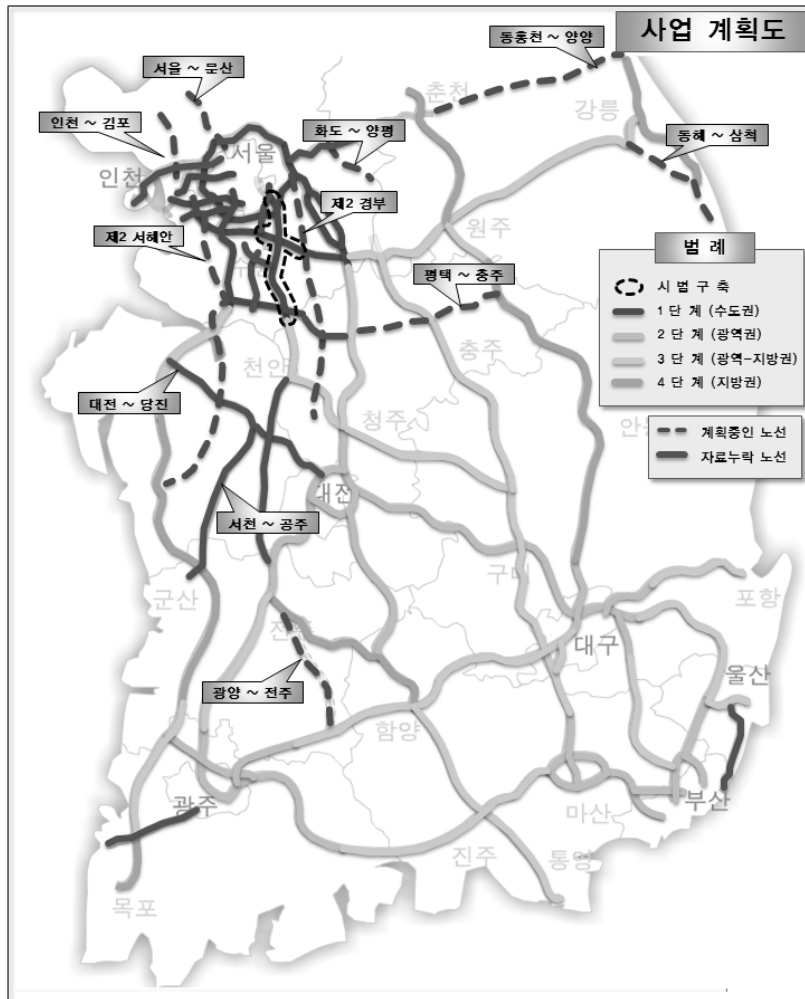 사업 계획도
동홍천 ~ 양양
서울 ~ 문산
춘천
강릉
인천 ~ 김포
화도 ~ 양평
동해 ~ 삼척
서울
인천
제2 경부
원주
제2 서해안
범 례
평택 ~ 충주
시 범 구 축
1 단 계 (수도권)
2 단 계 (광역권)
3 단 계 (광역-지방권)
4 단 계 (지방권)
충주
천안
대전 ~ 당진
청주
계획중인 노선
자료누락 노선
대전
서천 ~ 공주
구미
군산
포항
전주
대구
울산
광양 ~ 전주
함양
광주
마산
부산
진주
통영
목포